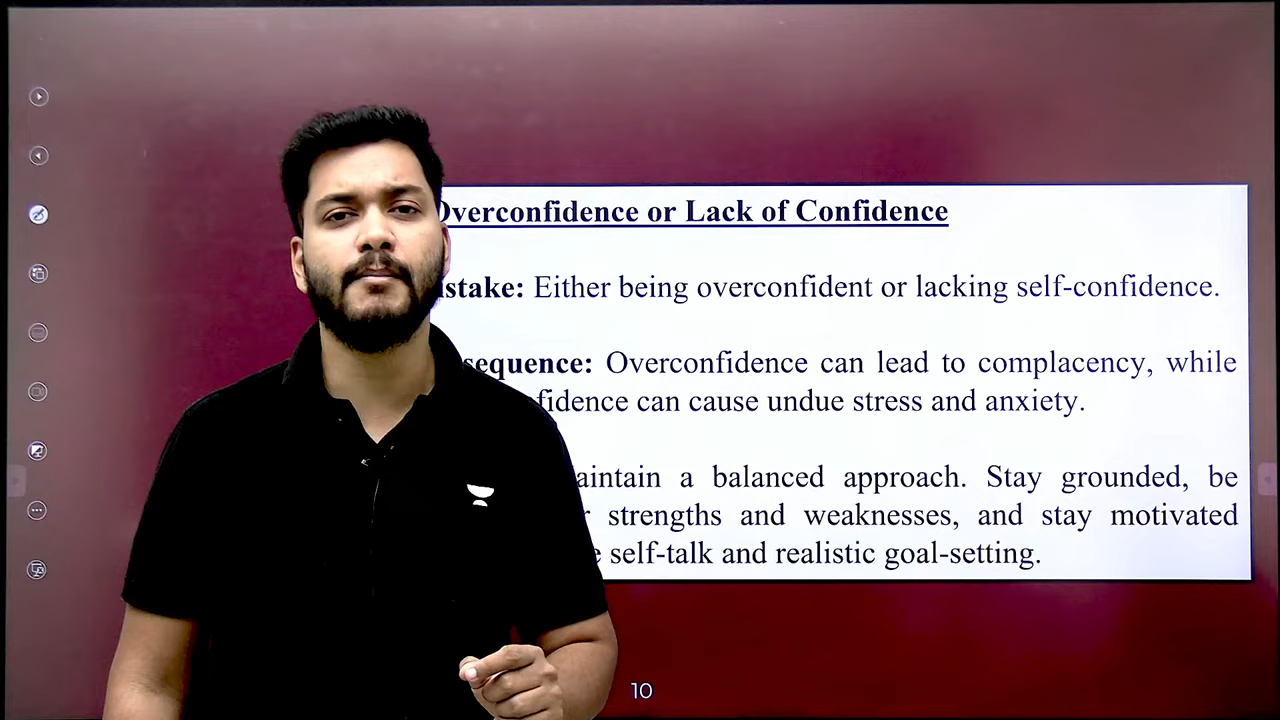 Overconfidence or Lack of Confidence
istake: Either being overconfident or lacking self-confidence.
sequence: Overconfidence can lead to complacency, while
fidence can cause undue stress and anxiety.
aintain a balanced approach. Stay grounded, be
r strengths and weaknesses, and stay motivated
e self-talk and realistic goal-setting.
10